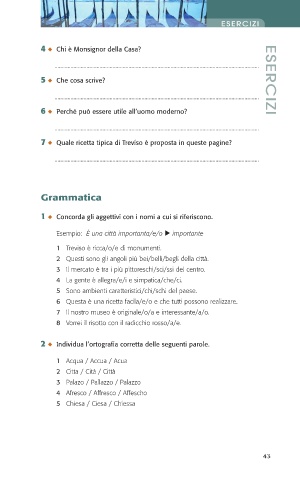 ESERCIZI
ESERCIZI
4 ◆ Chi è Monsignor della Casa?
5 ◆ Che cosa scrive?
6 ◆ Perché può essere utile all'uomo moderno?
7 ◆ Quale ricetta tipica di Treviso è proposta in queste pagine?
Grammatica
1 ◆ Concorda gli aggettivi con i nomi a cui si riferiscono.
Esempio: È una città importanta/e/o ▶ importante
1 Treviso è ricca/o/e di monumenti.
2 Questi sono gli angoli più bei/belli/begli della città.
3 Il mercato è tra i più pittoreschi/sci/ssi del centro.
4 La gente è allegra/e/i e simpatica/che/ci.
5 Sono ambienti caratteristici/chi/schi del paese.
6 Questa è una ricetta facila/e/o e che tutti possono realizzare.
7 Il nostro museo è originale/o/a e interessante/a/o.
8 Vorrei il risotto con il radicchio rosso/a/e.
2 ◆ Individua l'ortografia corretta delle seguenti parole.
1 Acqua / Accua / Acua
2 Citta / Cità / Città
3 Palazo / Pallazzo / Palazzo
4 Afresco / Affresco / Affescho
5 Chiesa / Ciesa / Chiessa
43